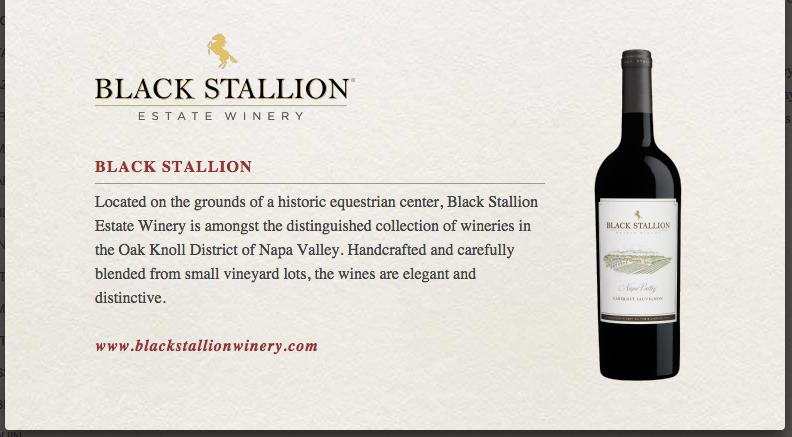 BLACK STALLION®
ESTATE WINERY
BLACK STALLION
Located on the grounds of a historic equestrian center, Black Stallion
Estate Winery is amongst the distinguished collection of wineries in
the Oak Knoll District of Napa Valley. Handcrafted and carefully
blended from small vineyard lots, the wines are elegant and
distinctive.
www.blackstallionwinery.com
BLACK STALLION
ESTATE WINERY
Napa Valley
CABERNET SAUVIGNON